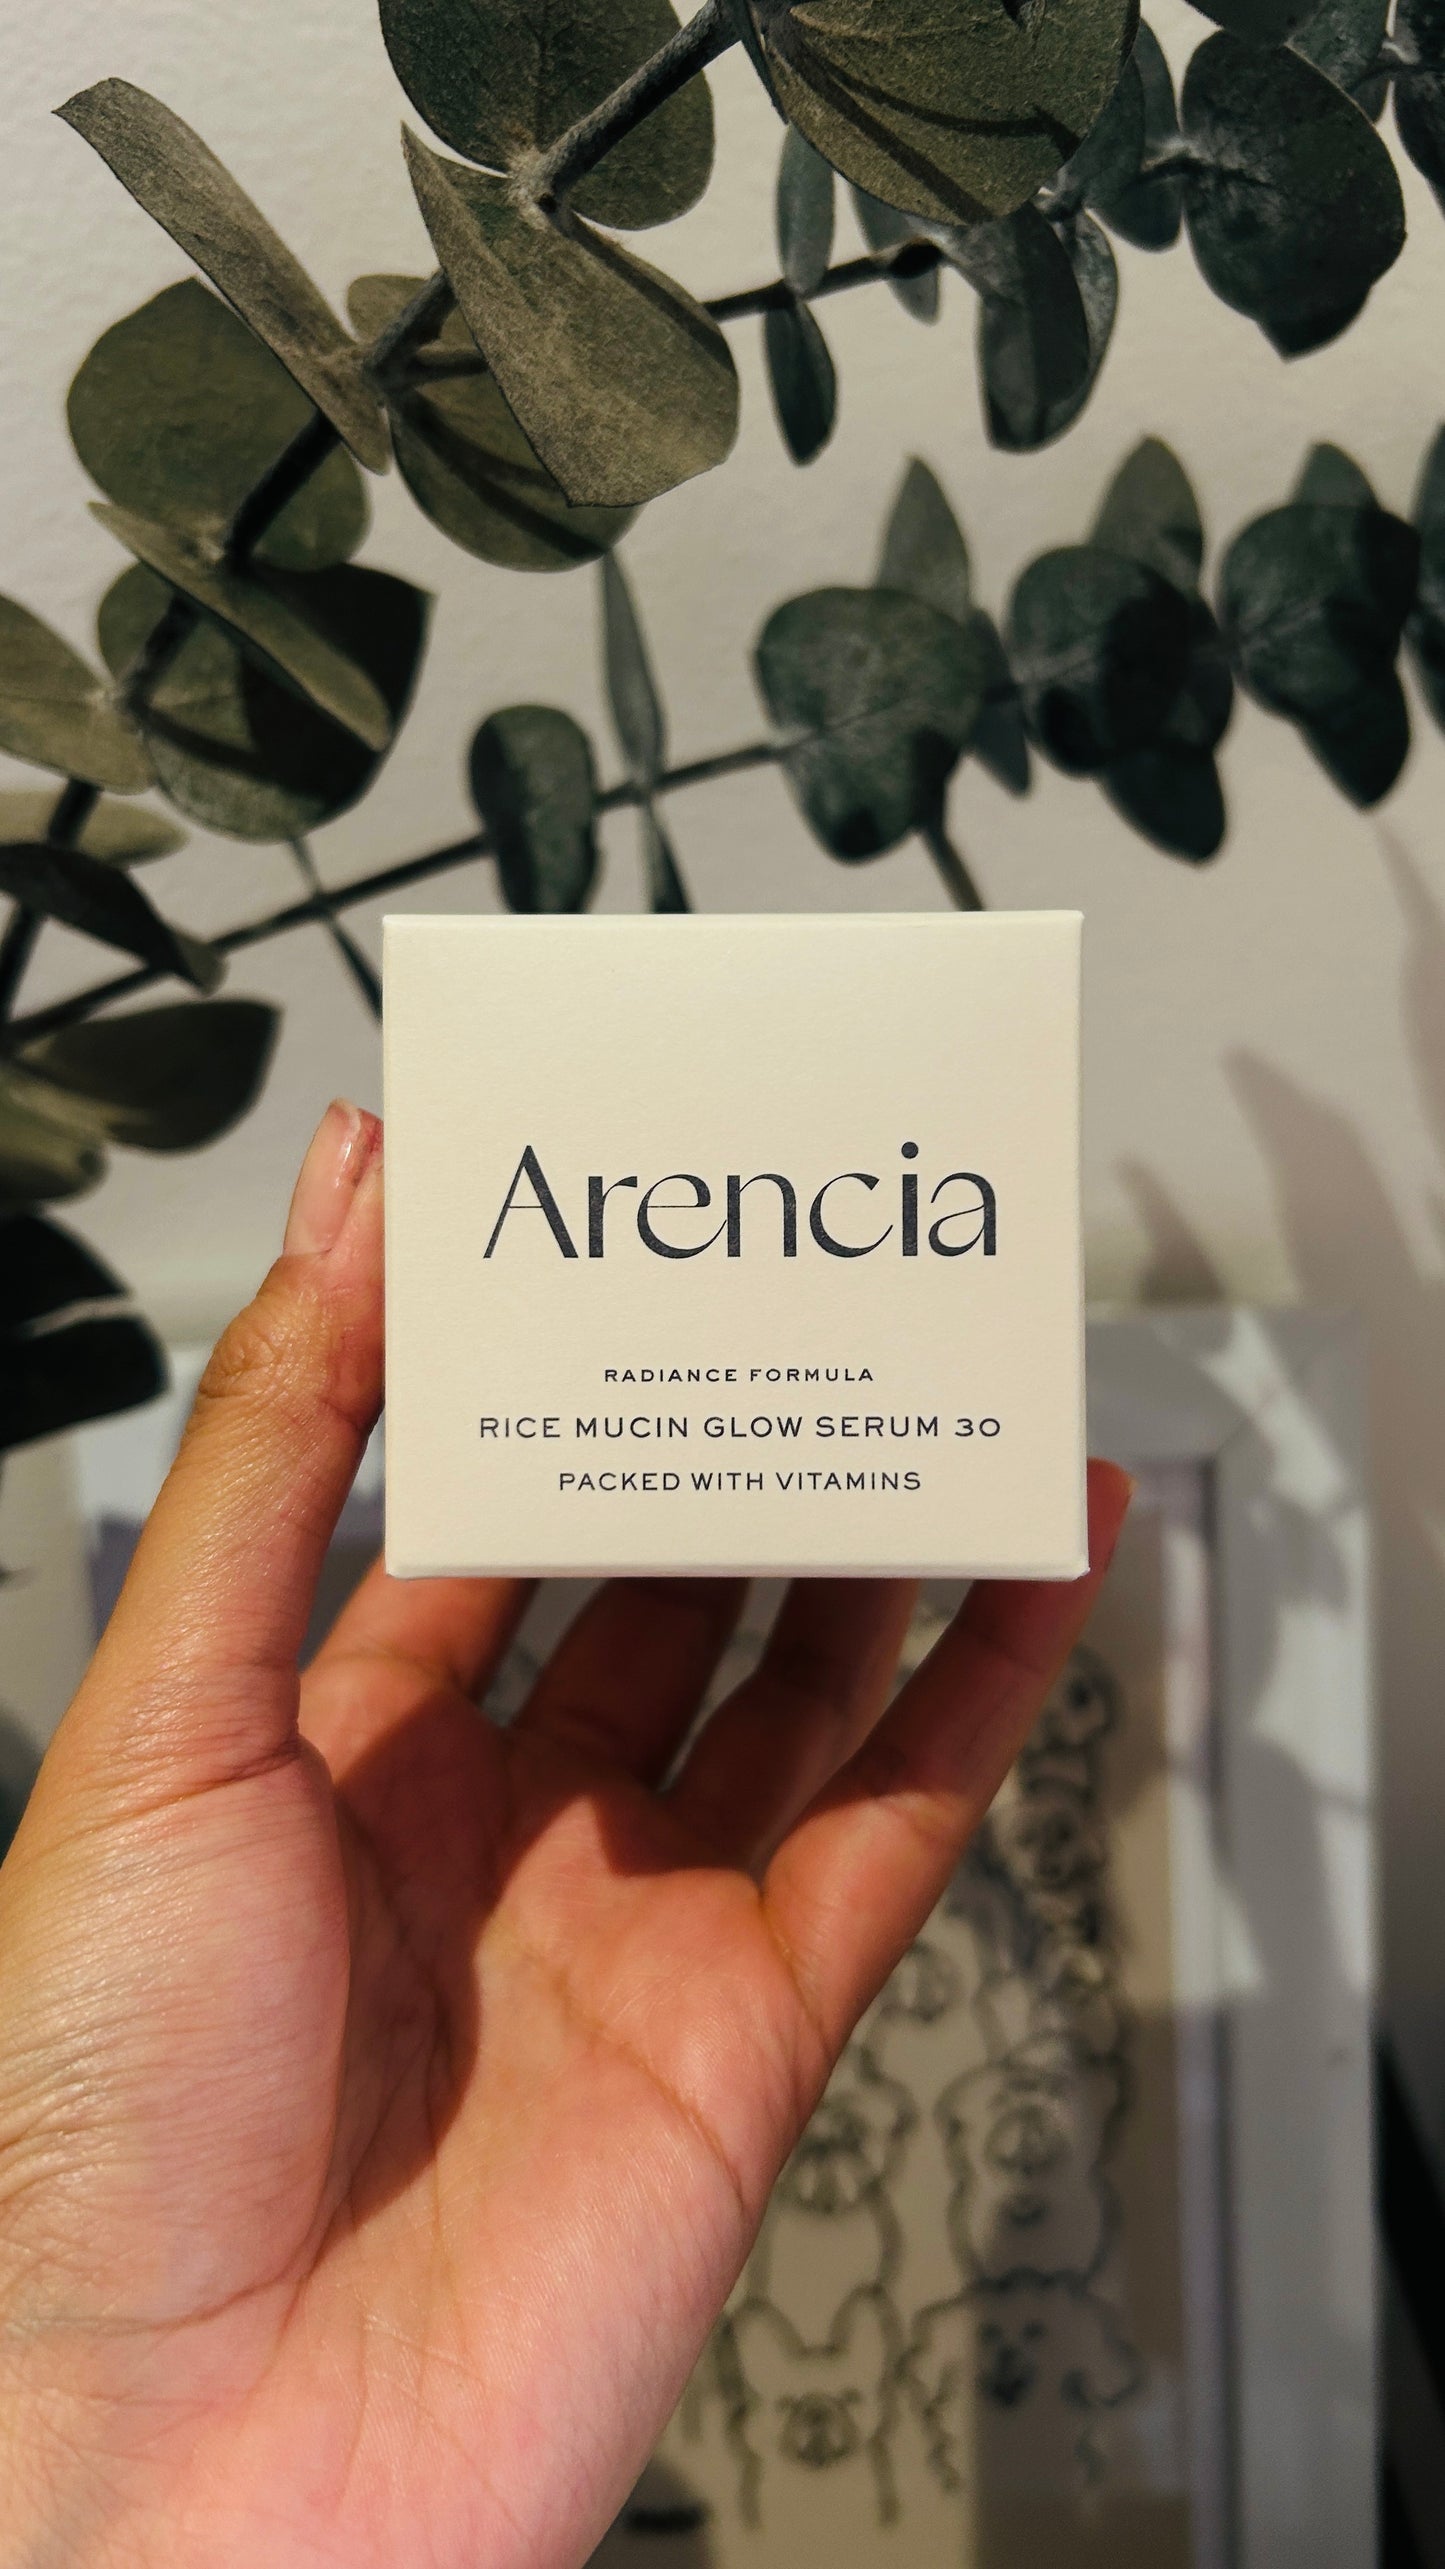 Arencia
RADIANCE FORMULA
RICE MUCIN GLOW SERUM 30
PACKED WITH VITAMINS